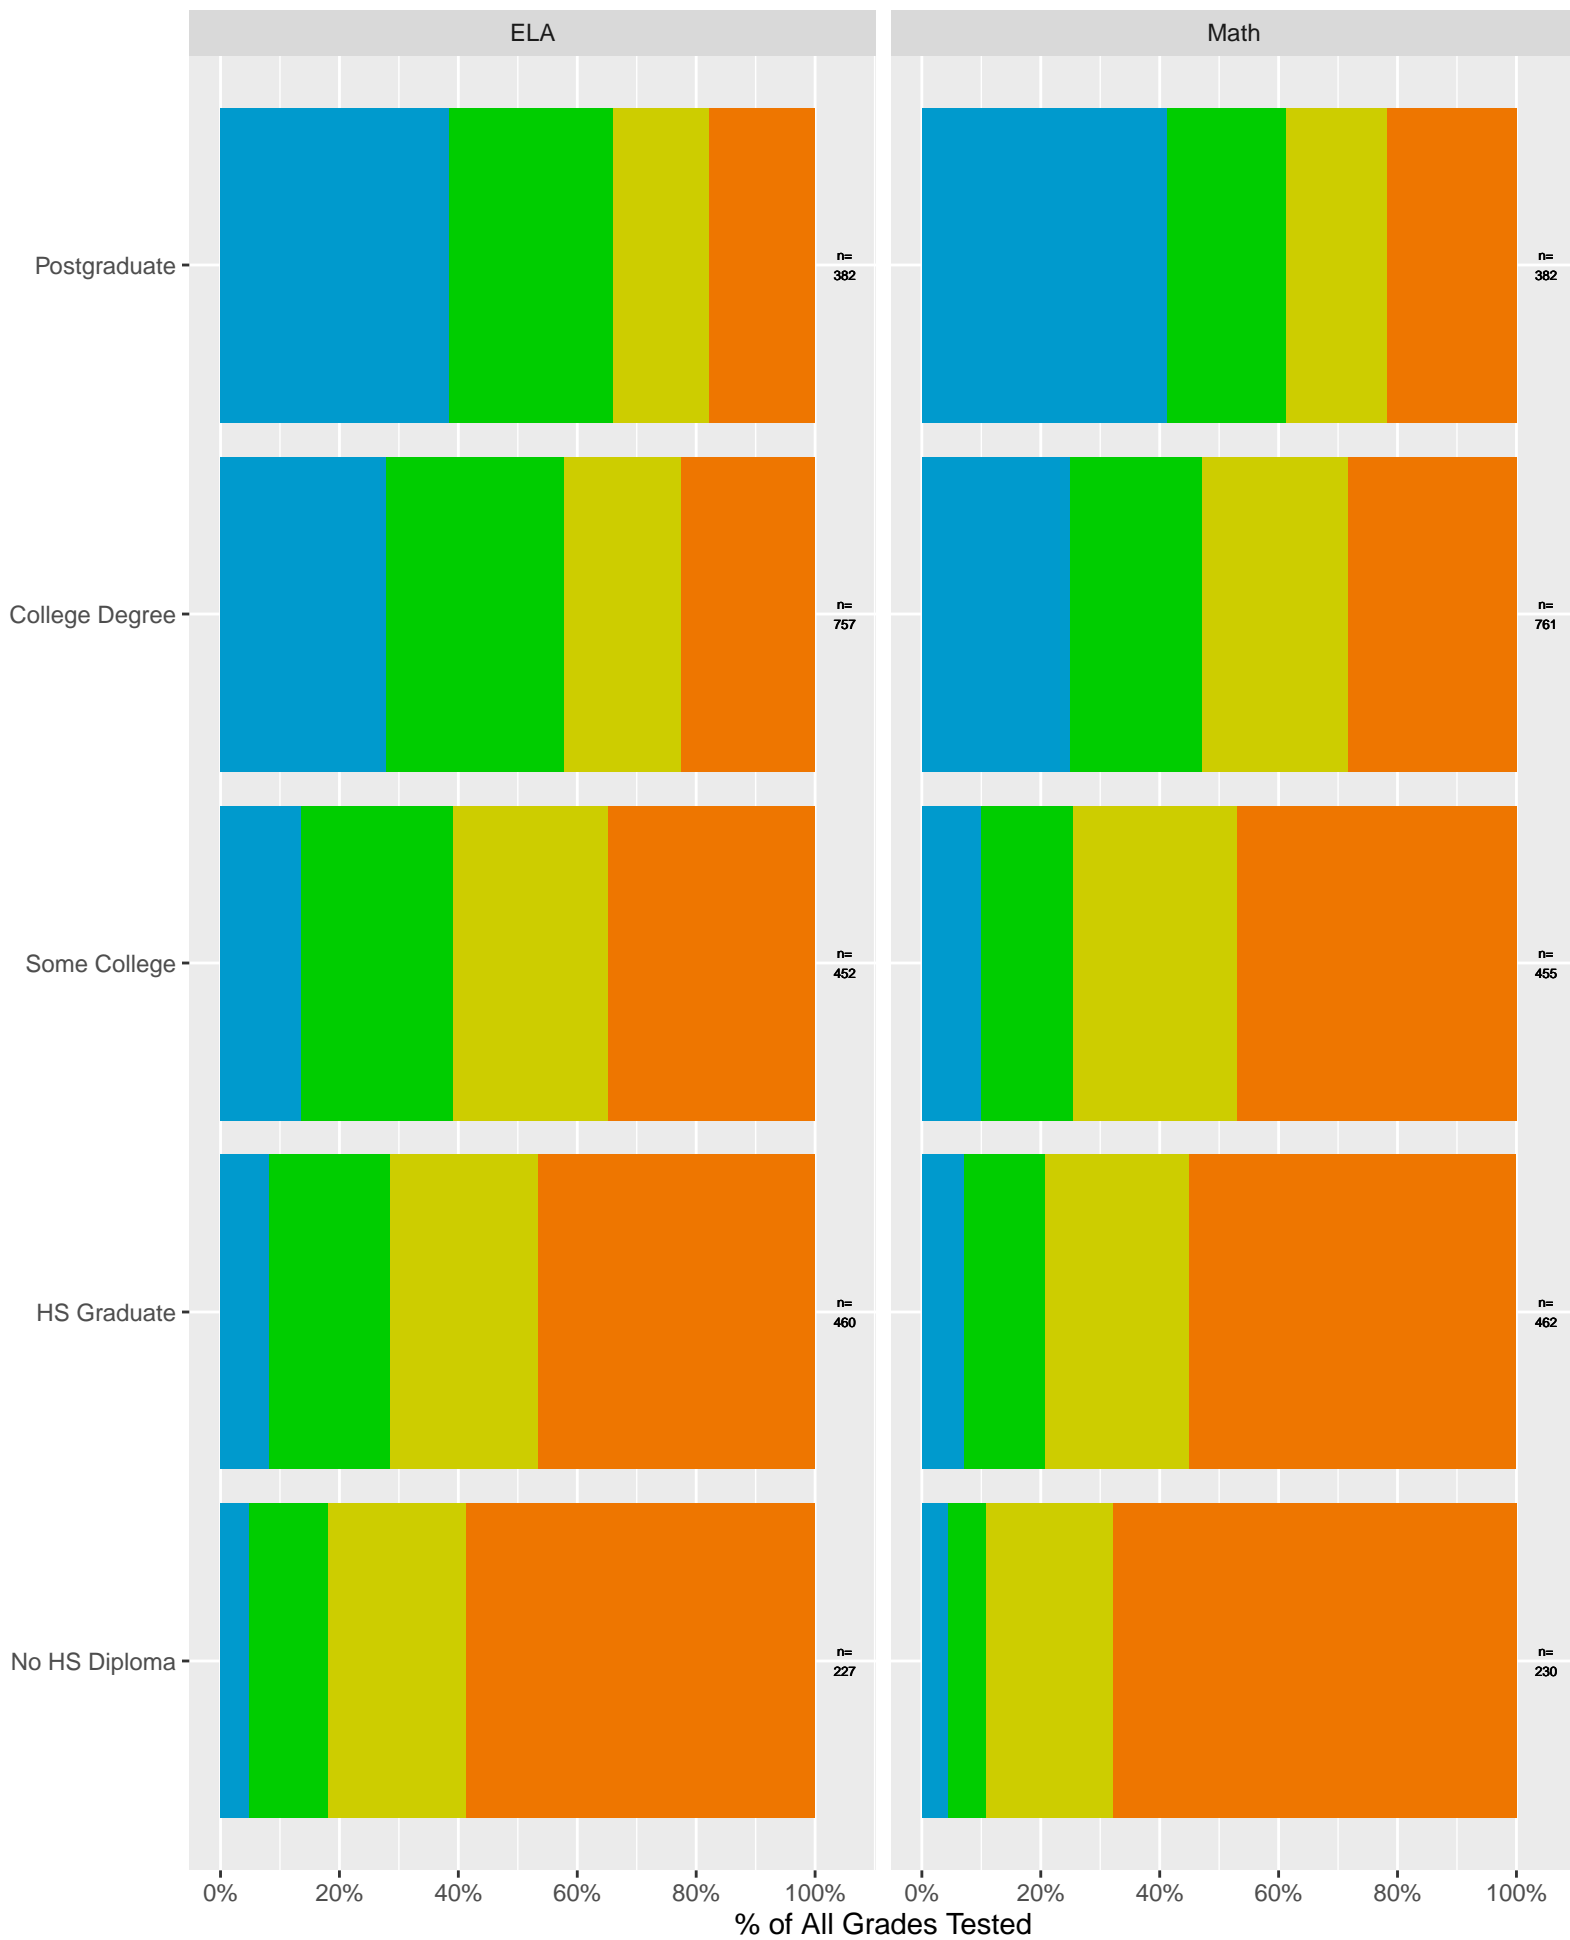 ELA
Math
Postgraduate
n=
382
n=
382
College Degree
n=
757
n=
761
Some College
n=
452
n=
455
HS Graduate
n=
460
n=
462
No HS Diploma
n=
227
n=
230
0% 20% 40% 60% 80% 100%
0% 20% 40% 60% 80% 100%
% of All Grades Tested